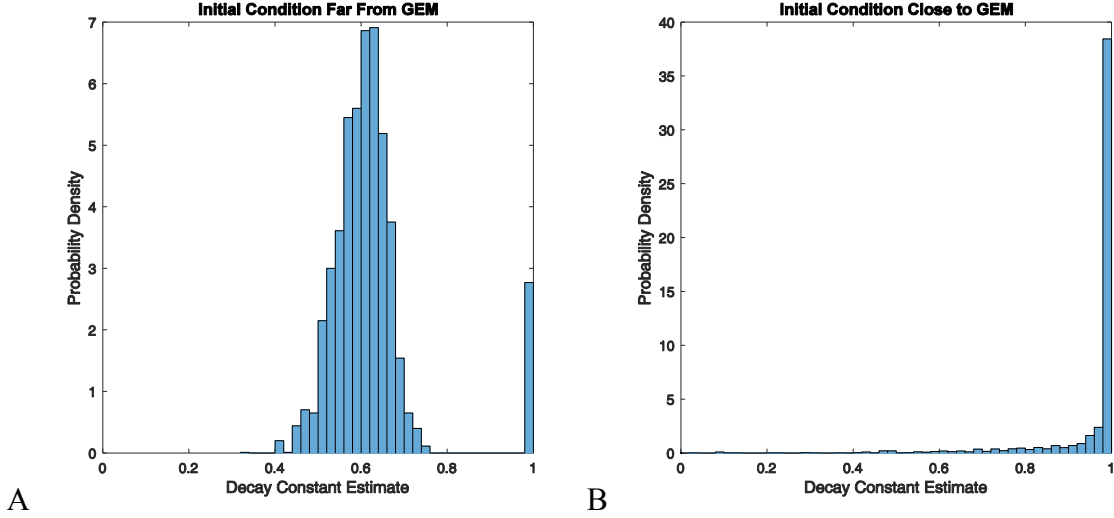 Initial Condition Far From GEM
Probability Density
7
6
5
4
3
2
1
0
0 0.2 0.4 0.6 0.8 1
Decay Constant Estimate
A
Initial Condition Close to GEM
Probability Density
40
35
30
25
20
15
10
5
0
0 0.2 0.4 0.6 0.8 1
Decay Constant Estimate
B